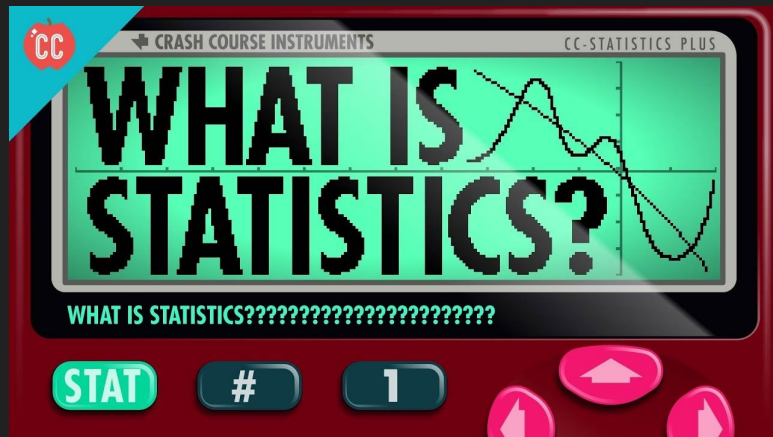 CC
CRASH COURSE INSTRUMENTS
CC-STATISTICS PLUS
WHAT IS
STATISTICS?
WHAT IS STATISTICS???????????????????????
STAT
#
1